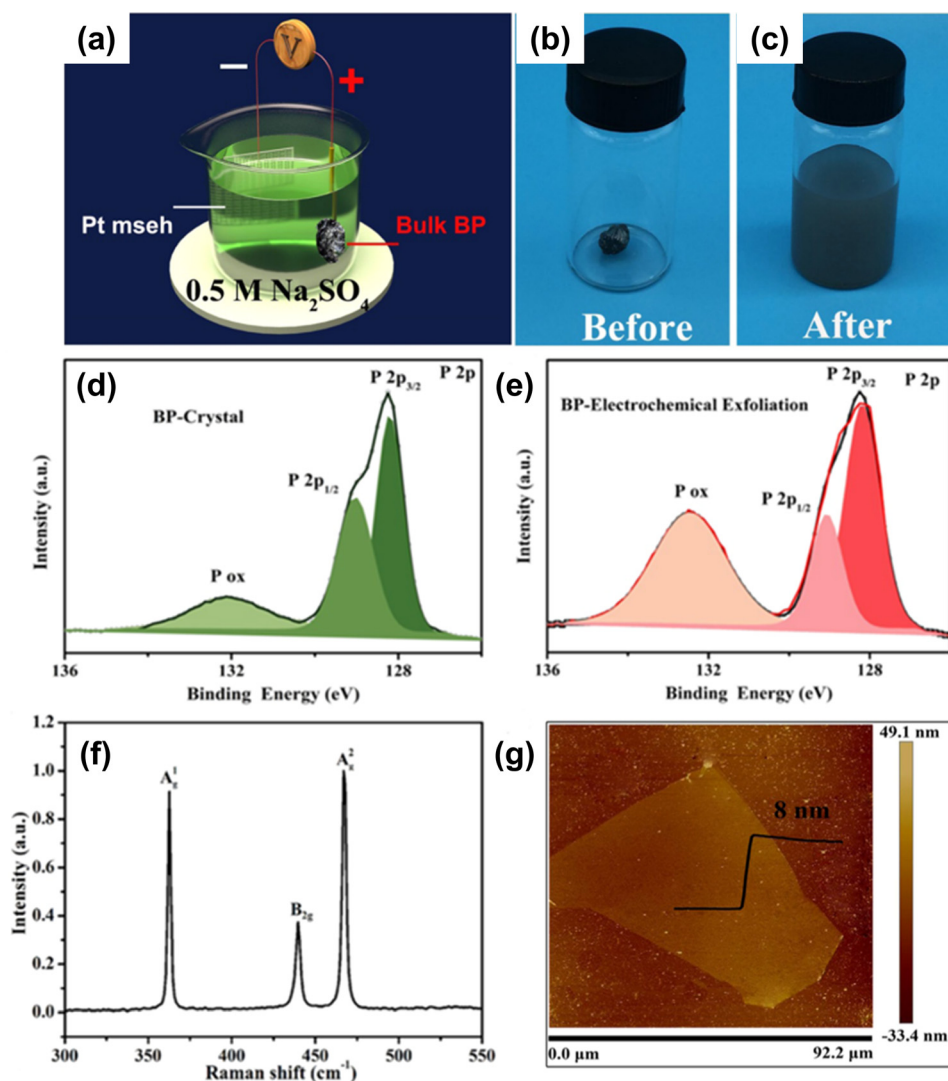 (a)
V
−
+
Pt mseh
Bulk BP
0.5 M Na₂SO₄
(b)
Before
(c)
After
(d)
P 2p₃/₂ P 2p
BP-Crystal
P 2p₁/₂
P ox
Intensity (a.u.)
136 132 128
Binding Energy (eV)
(e)
P 2p₃/₂ P 2p
BP-Electrochemical Exfoliation
P ox
P 2p₁/₂
Intensity (a.u.)
136 132 128
Binding Energy (eV)
(f)
1.2
1.0
0.8
0.6
0.4
0.2
0.0
A¹g
B₂g
A²g
Intensity (a.u.)
300 350 400 450 500 550
Raman shift (cm⁻¹)
(g)
8 nm
49.1 nm
-33.4 nm
0.0 μm 92.2 μm